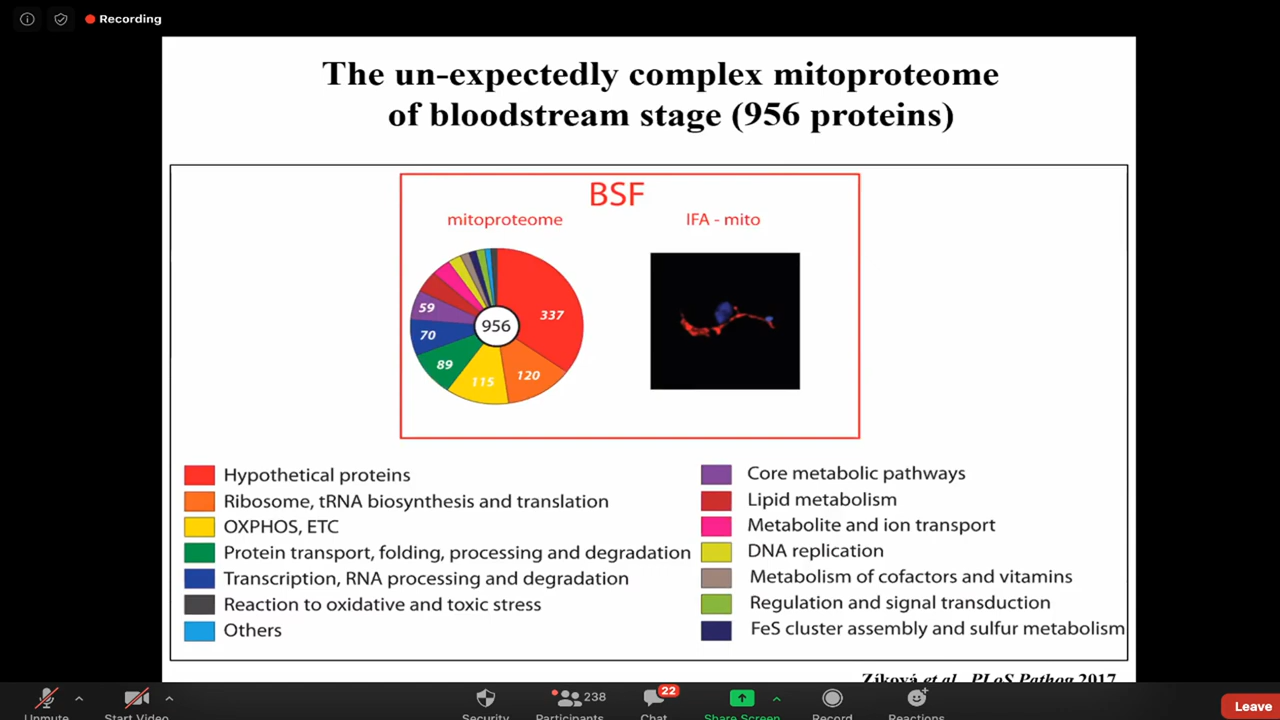 Recording
The un-expectedly complex mitoproteome
of bloodstream stage (956 proteins)
BSF
mitoproteome
IFA - mito
337
120
115
89
70
59
956
Hypothetical proteins
Ribosome, tRNA biosynthesis and translation
OXPHOS, ETC
Protein transport, folding, processing and degradation
Transcription, RNA processing and degradation
Reaction to oxidative and toxic stress
Others
Core metabolic pathways
Lipid metabolism
Metabolite and ion transport
DNA replication
Metabolism of cofactors and vitamins
Regulation and signal transduction
FeS cluster assembly and sulfur metabolism
Zíková et al., PLoS Pathog 2017
Unmute
Start Video
Security
238
Participants
22
Chat
Share Screen
Record
Reactions
Leave